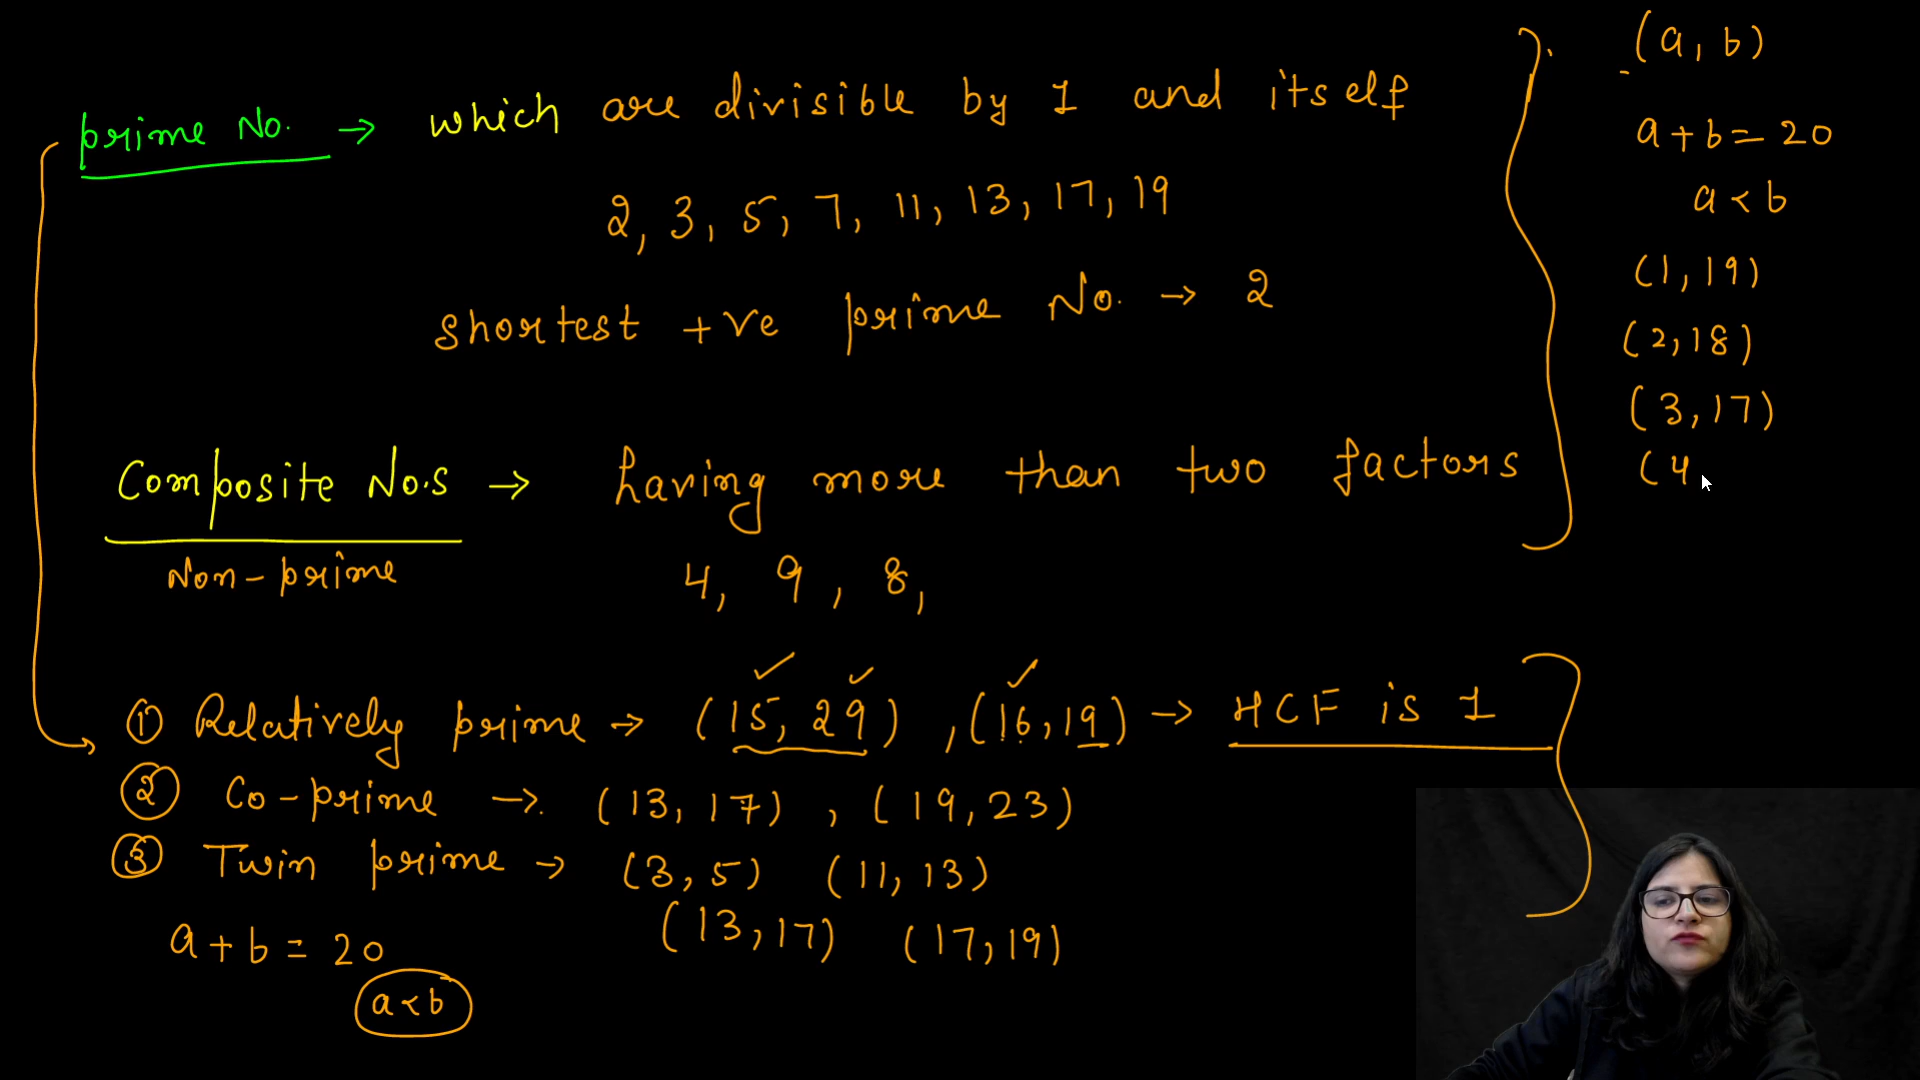 prime No. → which are divisible by 1 and itself
2, 3, 5, 7, 11, 13, 17, 19
shortest +ve prime No. → 2
Composite No.s → having more than two factors
Non-prime
4, 9, 8,
① Relatively prime → (15, 29), (16, 19) → HCF is 1
② Co-prime → (13, 17), (19, 23)
③ Twin prime → (3, 5) (11, 13)
(13, 17) (17, 19)
a + b = 20
a < b
(a, b)
a + b = 20
a < b
(1, 19)
(2, 18)
(3, 17)
(4